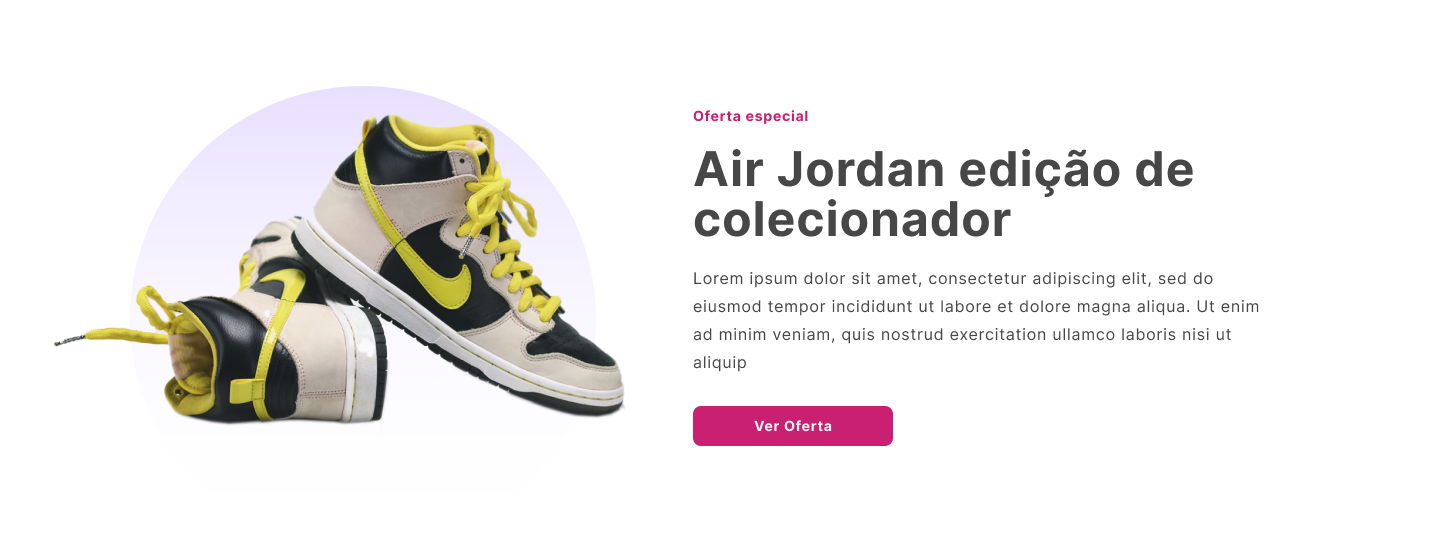 Oferta especial
Air Jordan edição de
colecionador
Lorem ipsum dolor sit amet, consectetur adipiscing elit, sed do
eiusmod tempor incididunt ut labore et dolore magna aliqua. Ut enim
ad minim veniam, quis nostrud exercitation ullamco laboris nisi ut
aliquip
Ver Oferta